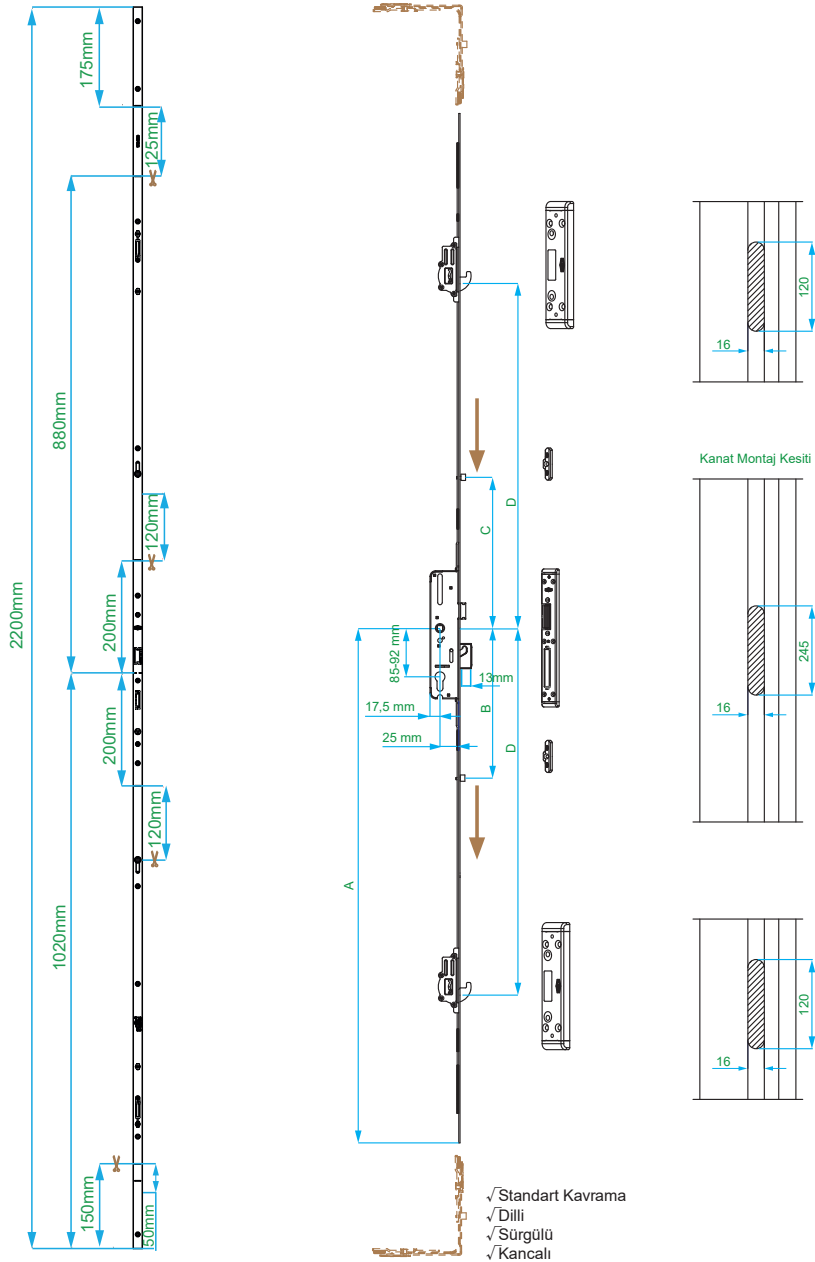 175mm
125mm
880mm
120mm
200mm
2200mm
200mm
120mm
1020mm
150mm
50mm
D
C
85-92 mm
13mm
17,5 mm
B
25 mm
D
A
120
16
Kanat Montaj Kesiti
245
16
120
16
√Standart Kavrama
√Dilli
√Sürgülü
√Kancalı